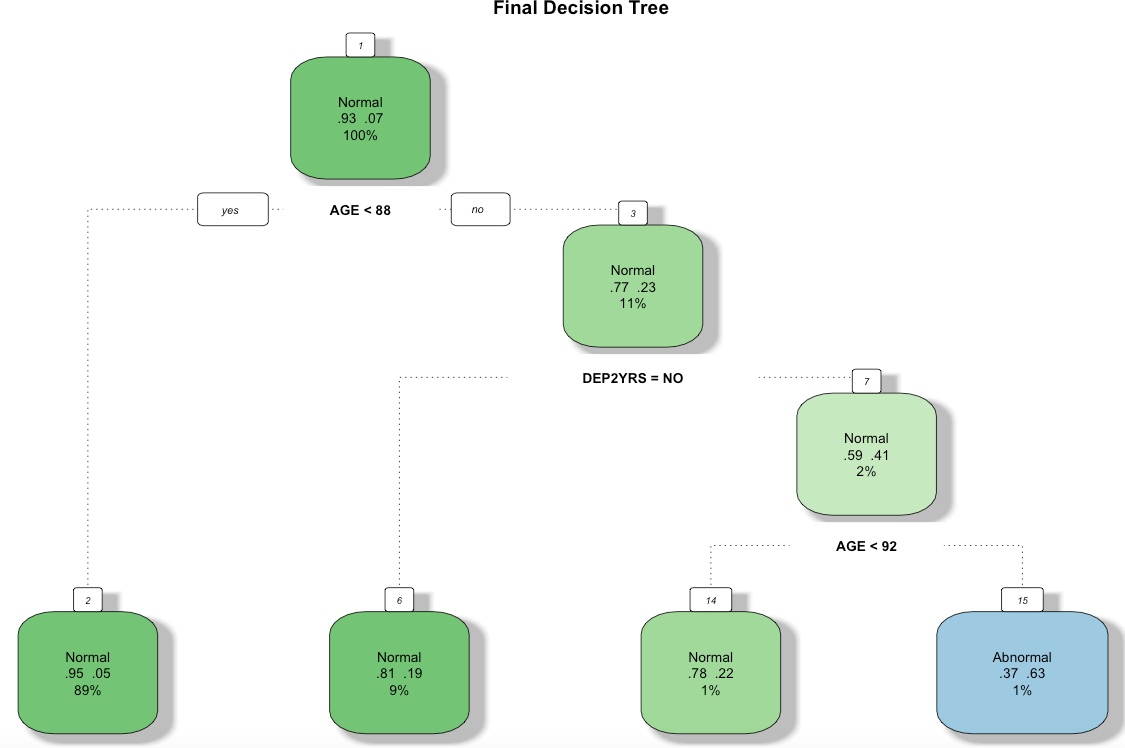 Final Decision Tree
1
Normal
.93 .07
100%
yes
AGE < 88
no
3
Normal
.77 .23
11%
DEP2YRS = NO
7
Normal
.59 .41
2%
AGE < 92
2
Normal
.95 .05
89%
6
Normal
.81 .19
9%
14
Normal
.78 .22
1%
15
Abnormal
.37 .63
1%